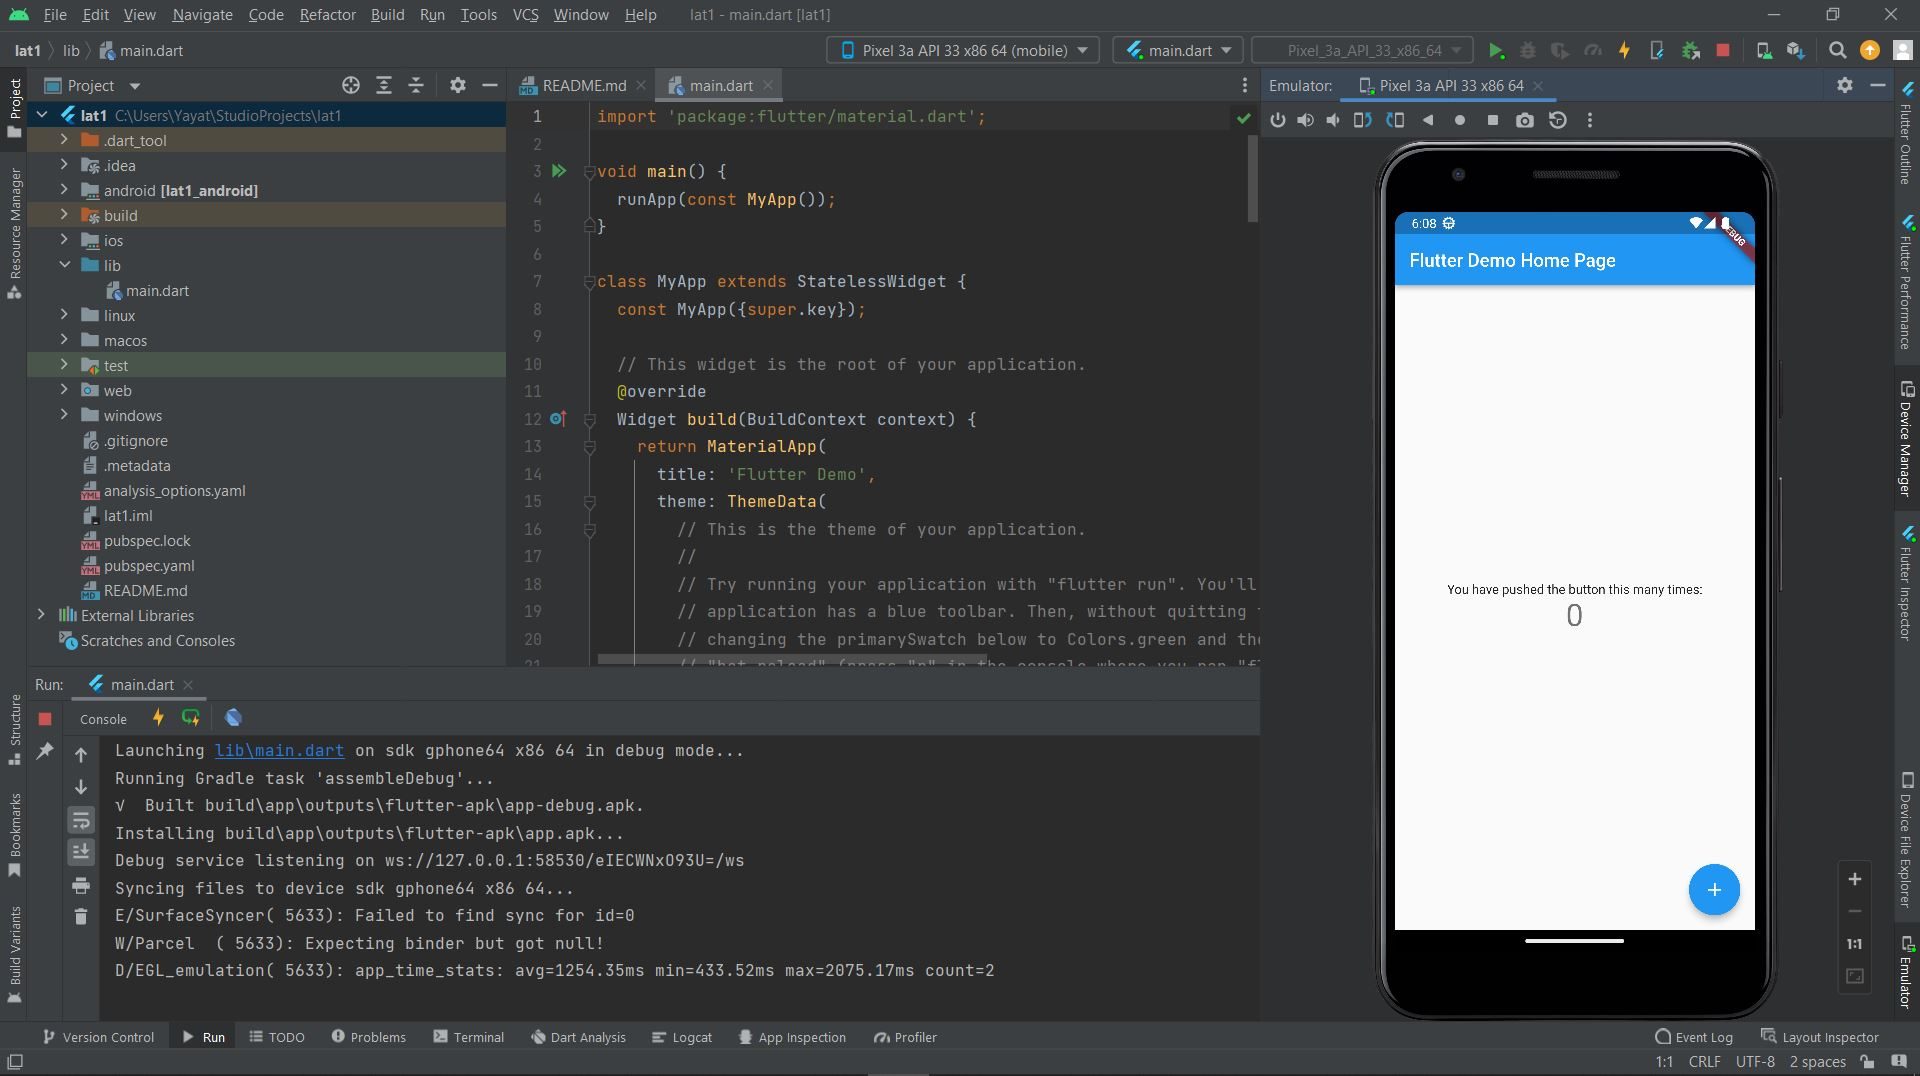 File Edit View Navigate Code Refactor Build Run Tools VCS Window Help lat1 - main.dart [lat1]
lat1 lib main.dart
Pixel 3a API 33 x86 64 (mobile) main.dart Pixel_3a_API_33_x86_64
Project
README.md main.dart
Emulator: Pixel 3a API 33 x86 64
lat1 C:\Users\Yayat\StudioProjects\lat1
.dart_tool
.idea
android [lat1_android]
build
ios
lib
main.dart
linux
macos
test
web
windows
.gitignore
.metadata
analysis_options.yaml
lat1.iml
pubspec.lock
pubspec.yaml
README.md
External Libraries
Scratches and Consoles
1 import 'package:flutter/material.dart';
2
3 void main() {
4 runApp(const MyApp());
5 }
6
7 class MyApp extends StatelessWidget {
8 const MyApp({super.key});
9
10 // This widget is the root of your application.
11 @override
12 Widget build(BuildContext context) {
13 return MaterialApp(
14 title: 'Flutter Demo',
15 theme: ThemeData(
16 // This is the theme of your application.
17 //
18 // Try running your application with "flutter run". You'll
19 // application has a blue toolbar. Then, without quitting
20 // changing the primarySwatch below to Colors.green and
6:08
DEBUG
Flutter Demo Home Page
You have pushed the button this many times:
0
+
1:1
Run: main.dart
Console
Launching lib\main.dart on sdk gphone64 x86 64 in debug mode...
Running Gradle task 'assembleDebug'...
√ Built build\app\outputs\flutter-apk\app-debug.apk.
Installing build\app\outputs\flutter-apk\app.apk...
Debug service listening on ws://127.0.0.1:58530/eIECWNxO93U=/ws
Syncing files to device sdk gphone64 x86 64...
E/SurfaceSyncer( 5633): Failed to find sync for id=0
W/Parcel  ( 5633): Expecting binder but got null!
D/EGL_emulation( 5633): app_time_stats: avg=1254.35ms min=433.52ms max=2075.17ms count=2
Project
Resource Manager
Structure
Bookmarks
Build Variants
Flutter Outline
Flutter Performance
Device Manager
Flutter Inspector
Device File Explorer
Emulator
Version Control Run TODO Problems Terminal Dart Analysis Logcat App Inspection Profiler Event Log Layout Inspector
1:1 CRLF UTF-8 2 spaces